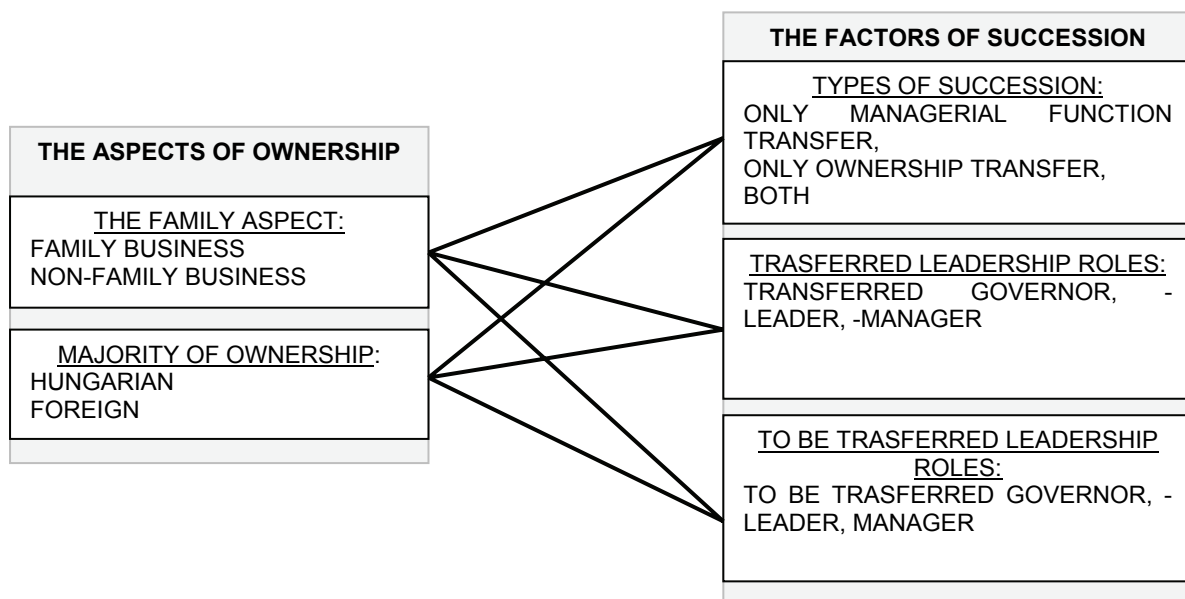 THE ASPECTS OF OWNERSHIP
THE FAMILY ASPECT:
FAMILY BUSINESS
NON-FAMILY BUSINESS
MAJORITY OF OWNERSHIP:
HUNGARIAN
FOREIGN
THE FACTORS OF SUCCESSION
TYPES OF SUCCESSION:
ONLY MANAGERIAL FUNCTION
TRANSFER,
ONLY OWNERSHIP TRANSFER,
BOTH
TRASFERRED LEADERSHIP ROLES:
TRANSFERRED GOVERNOR, -
LEADER, -MANAGER
TO BE TRASFERRED LEADERSHIP
ROLES:
TO BE TRASFERRED GOVERNOR, -
LEADER, MANAGER